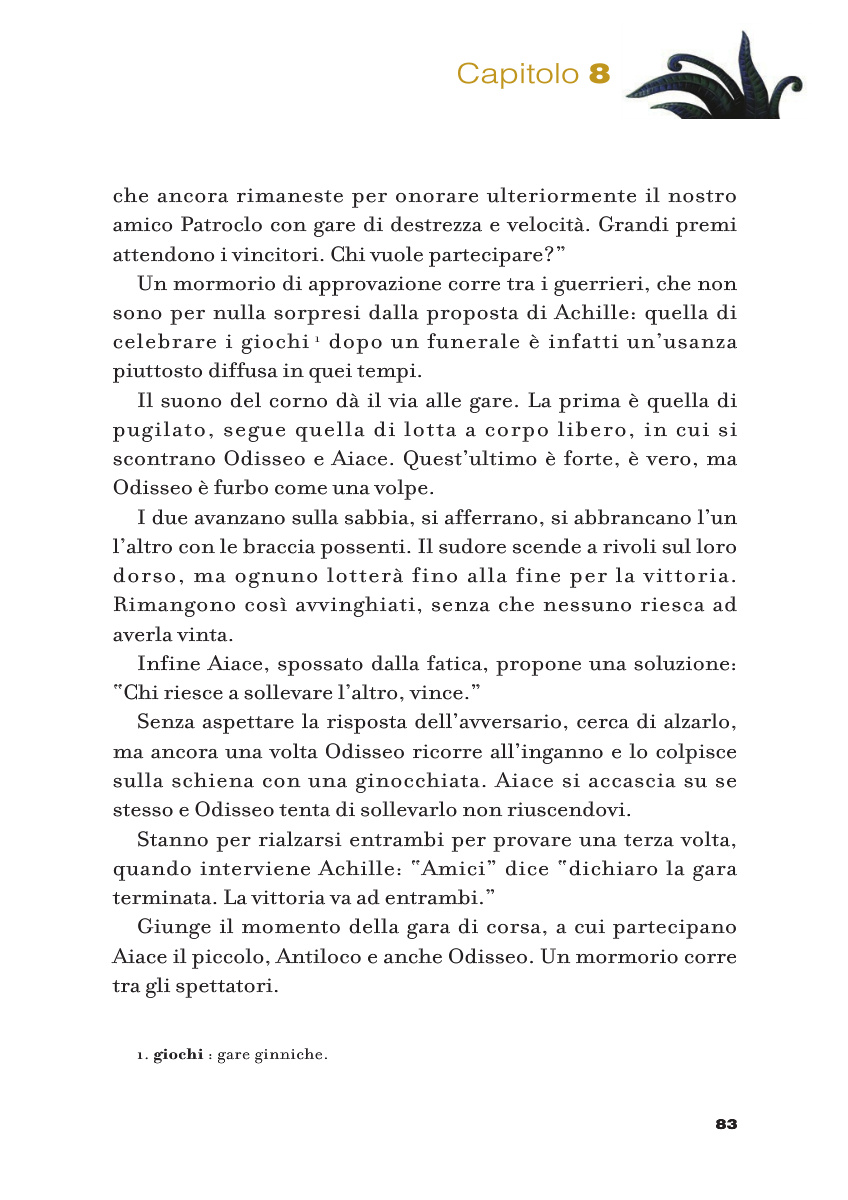 Capitolo 8
che ancora rimaneste per onorare ulteriormente il nostro
amico Patroclo con gare di destrezza e velocità. Grandi premi
attendono i vincitori. Chi vuole partecipare?”
Un mormorio di approvazione corre tra i guerrieri, che non
sono per nulla sorpresi dalla proposta di Achille: quella di
celebrare i giochi ¹ dopo un funerale è infatti un’usanza
piuttosto diffusa in quei tempi.
Il suono del corno dà il via alle gare. La prima è quella di
pugilato, segue quella di lotta a corpo libero, in cui si
scontrano Odisseo e Aiace. Quest’ultimo è forte, è vero, ma
Odisseo è furbo come una volpe.
I due avanzano sulla sabbia, si afferrano, si abbrancano l’un
l’altro con le braccia possenti. Il sudore scende a rivoli sul loro
dorso, ma ognuno lotterà fino alla fine per la vittoria.
Rimangono così avvinghiati, senza che nessuno riesca ad
averla vinta.
Infine Aiace, spossato dalla fatica, propone una soluzione:
‟Chi riesce a sollevare l’altro, vince.”
Senza aspettare la risposta dell’avversario, cerca di alzarlo,
ma ancora una volta Odisseo ricorre all’inganno e lo colpisce
sulla schiena con una ginocchiata. Aiace si accascia su se
stesso e Odisseo tenta di sollevarlo non riuscendovi.
Stanno per rialzarsi entrambi per provare una terza volta,
quando interviene Achille: ‟Amici” dice ‟dichiaro la gara
terminata. La vittoria va ad entrambi.”
Giunge il momento della gara di corsa, a cui partecipano
Aiace il piccolo, Antiloco e anche Odisseo. Un mormorio corre
tra gli spettatori.
1. giochi : gare ginniche.
83